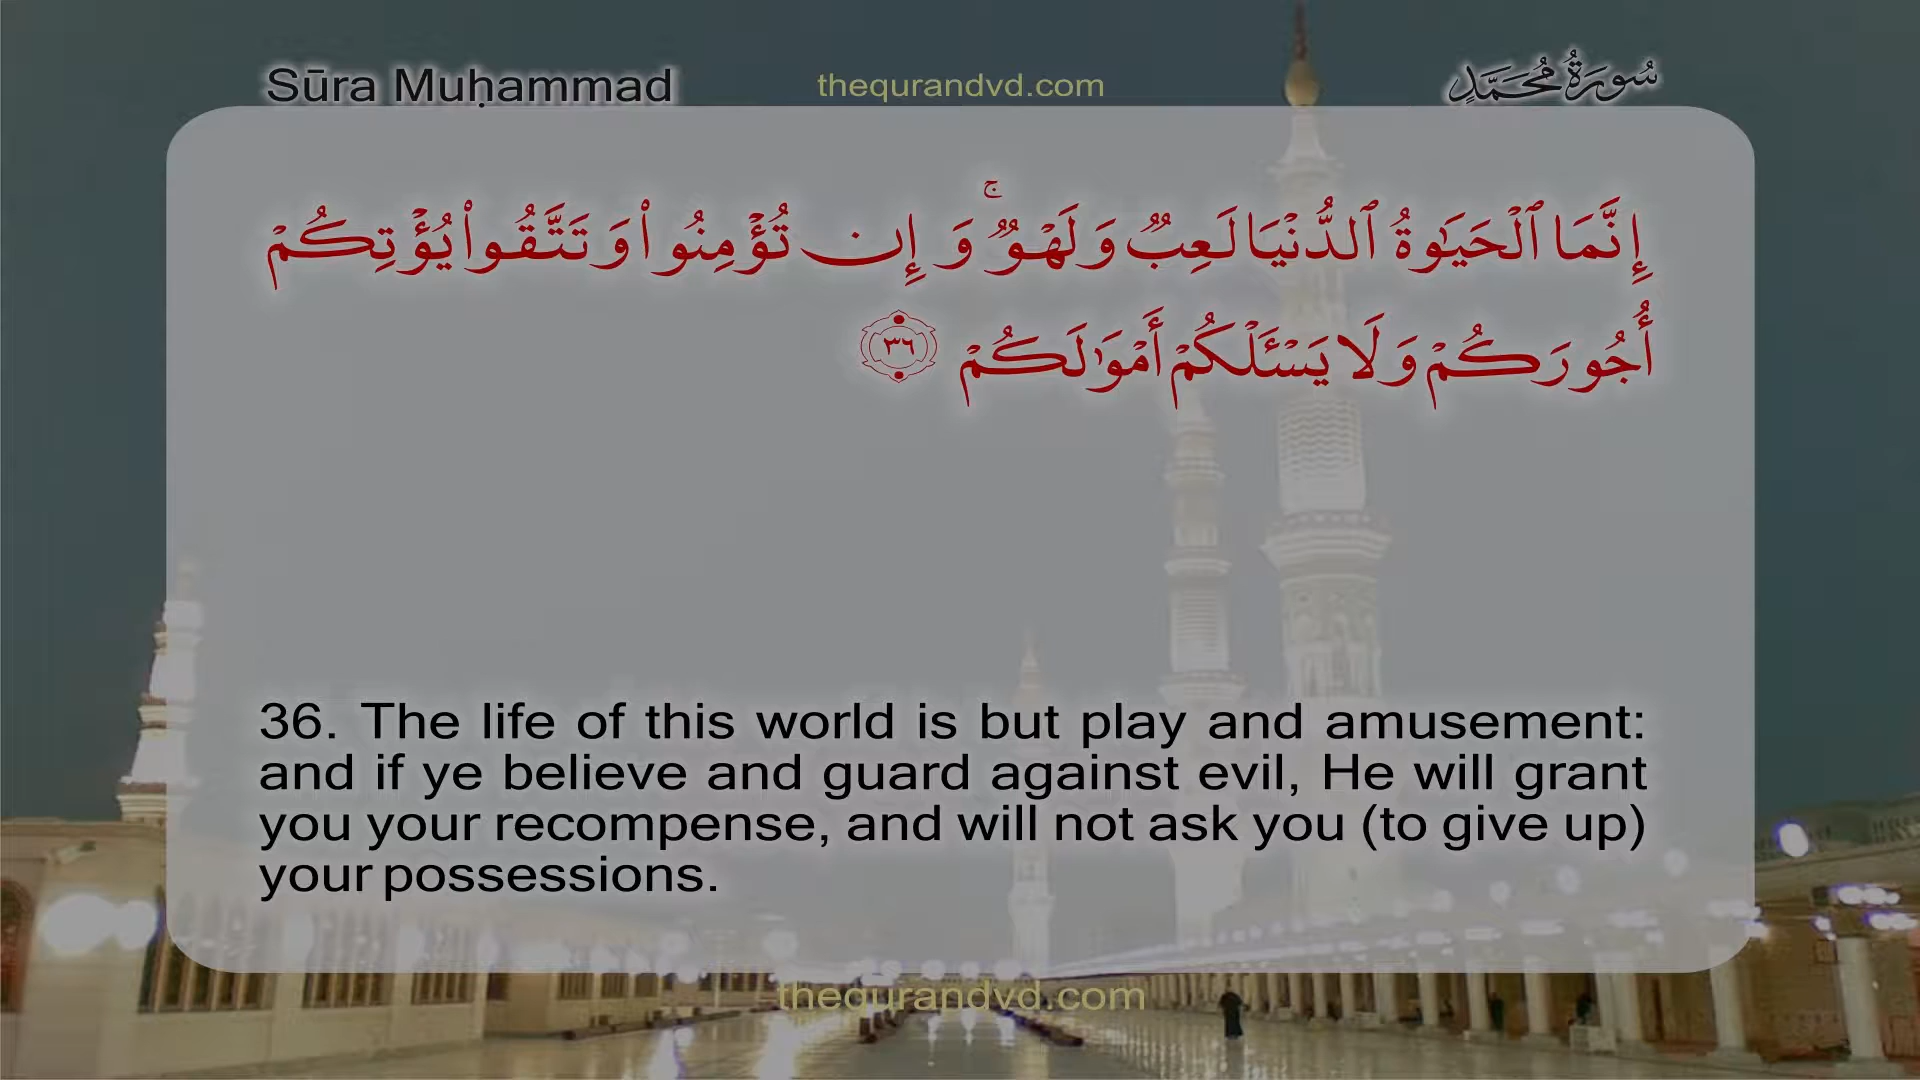 Sūra Muḥammad
thequrandvd.com
سُورَةُ مُحَمَّدٍ
إِنَّمَا ٱلْحَيَوٰةُ ٱلدُّنْيَا لَعِبٌ وَلَهْوٌ ۚ وَإِن تُؤْمِنُوا۟ وَتَتَّقُوا۟ يُؤْتِكُمْ
أُجُورَكُمْ وَلَا يَسْـَٔلْكُمْ أَمْوَٰلَكُمْ ٣٦
36. The life of this world is but play and amusement:
and if ye believe and guard against evil, He will grant
you your recompense, and will not ask you (to give up)
your possessions.
thequrandvd.com